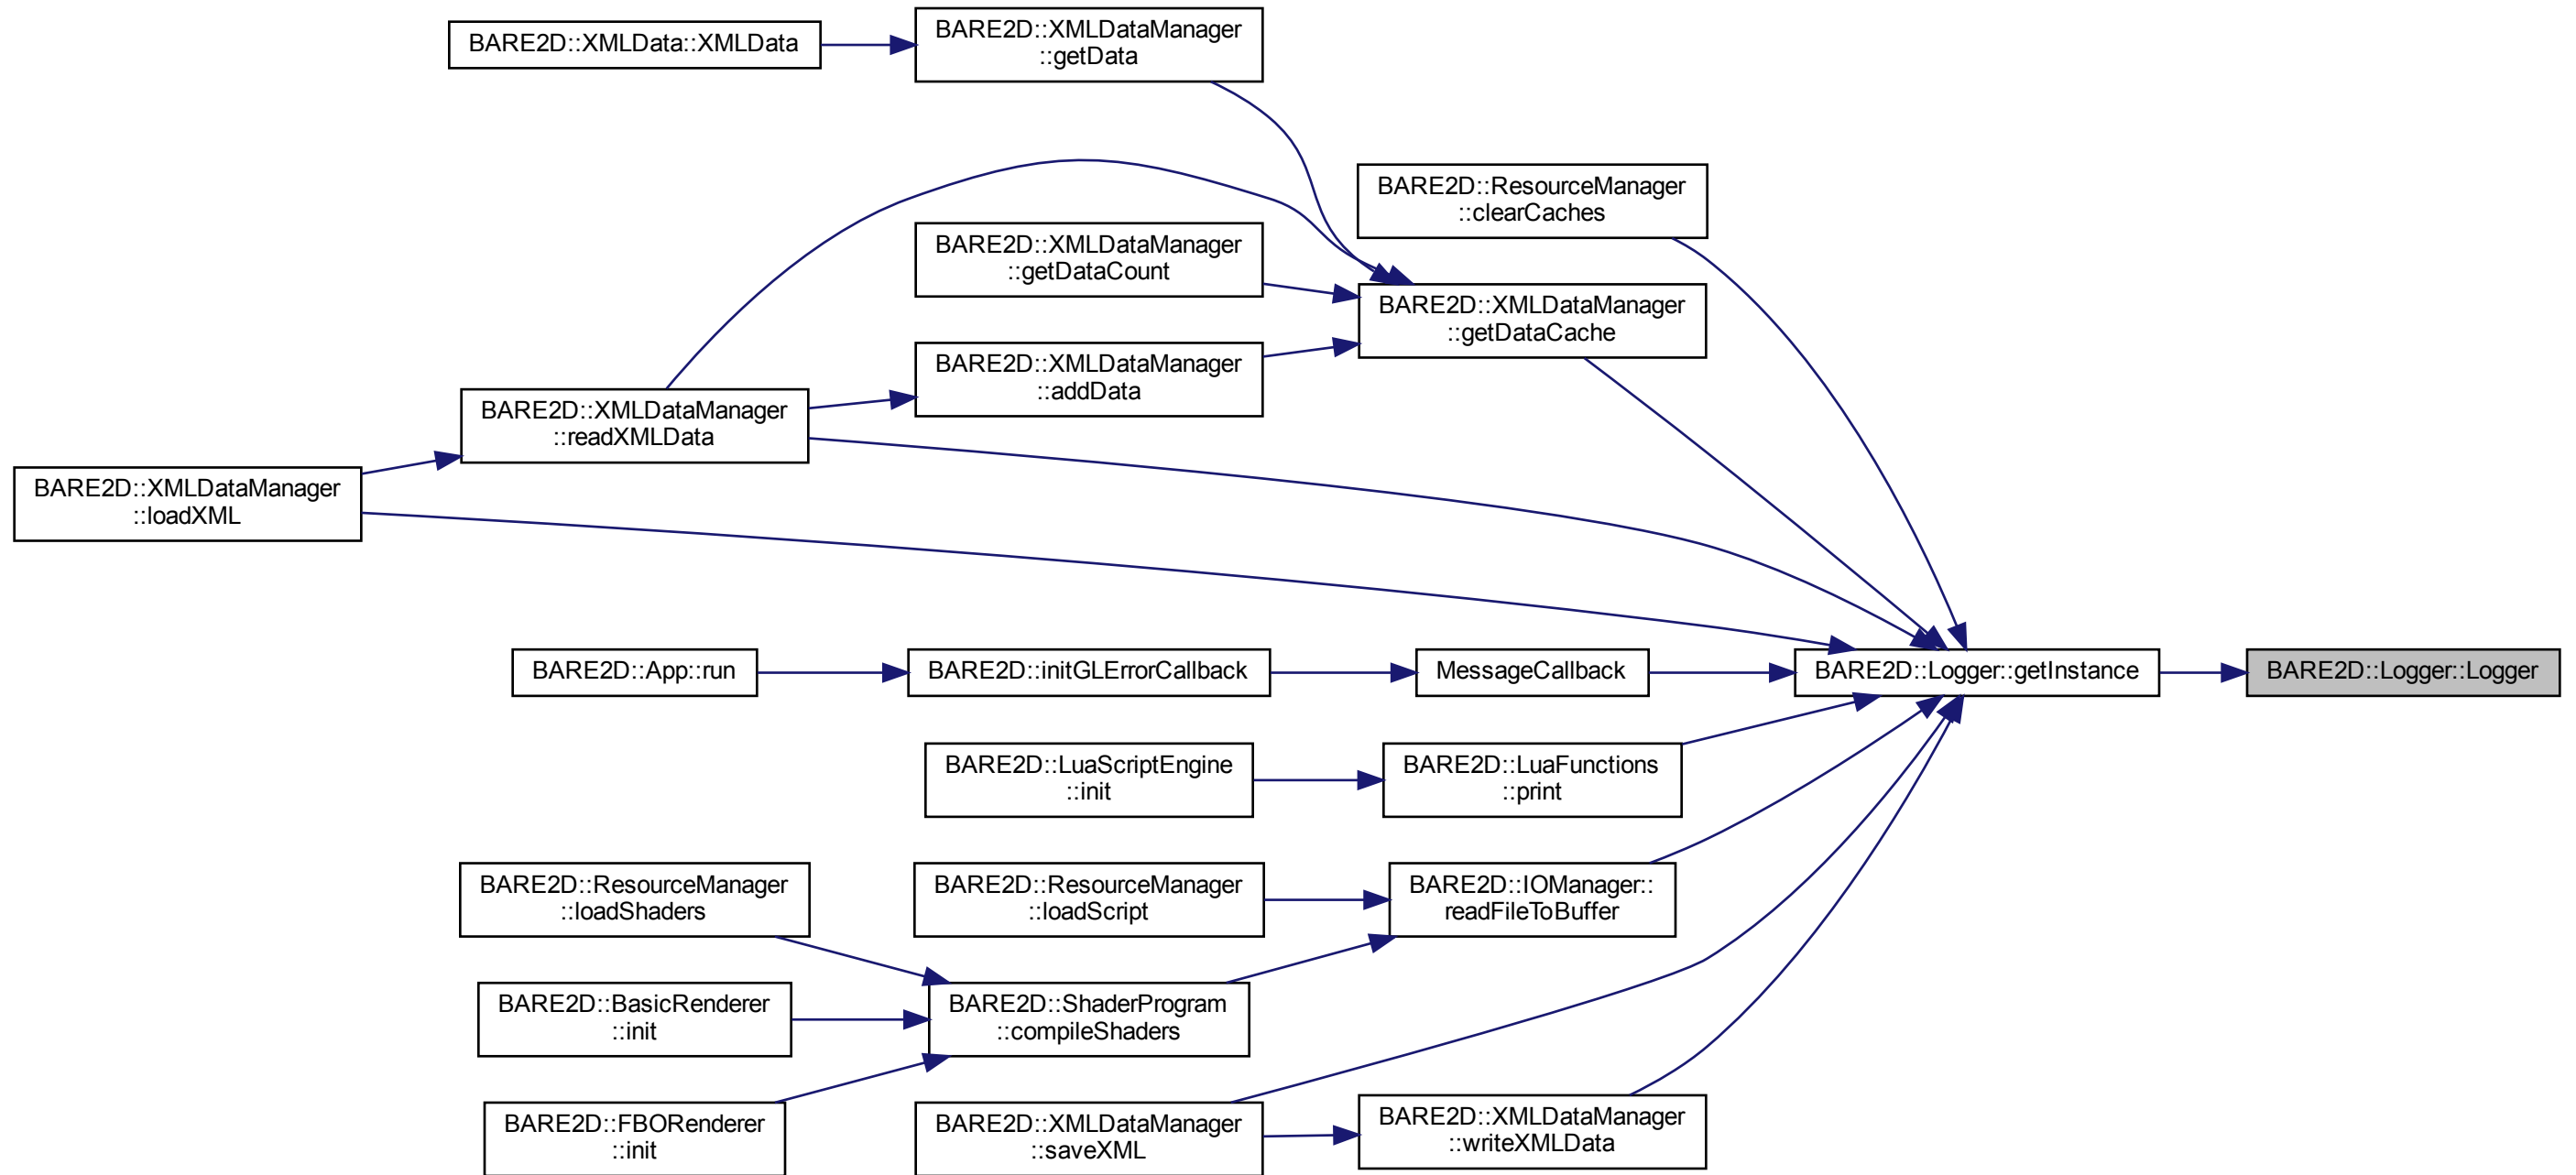 BARE2D::XMLData::XMLData
BARE2D::XMLDataManager
::getData
BARE2D::ResourceManager
::clearCaches
BARE2D::XMLDataManager
::getDataCount
BARE2D::XMLDataManager
::getDataCache
BARE2D::XMLDataManager
::addData
BARE2D::XMLDataManager
::readXMLData
BARE2D::XMLDataManager
::loadXML
BARE2D::App::run
BARE2D::initGLErrorCallback
MessageCallback
BARE2D::Logger::getInstance
BARE2D::Logger::Logger
BARE2D::LuaScriptEngine
::init
BARE2D::LuaFunctions
::print
BARE2D::ResourceManager
::loadShaders
BARE2D::ResourceManager
::loadScript
BARE2D::IOManager::
readFileToBuffer
BARE2D::BasicRenderer
::init
BARE2D::ShaderProgram
::compileShaders
BARE2D::FBORenderer
::init
BARE2D::XMLDataManager
::saveXML
BARE2D::XMLDataManager
::writeXMLData